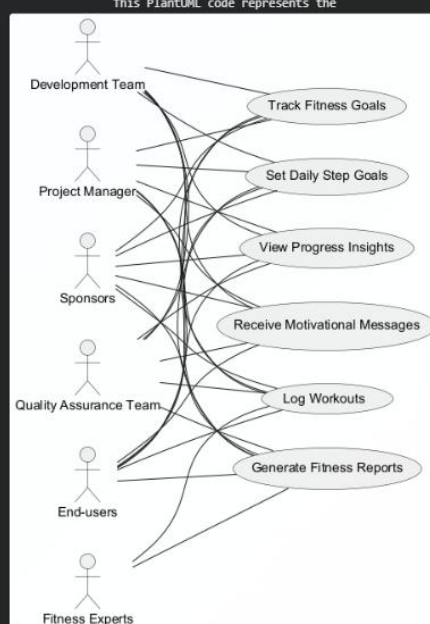 This PlantUML code represents the
Development Team
Track Fitness Goals
Project Manager
Set Daily Step Goals
View Progress Insights
Sponsors
Receive Motivational Messages
Quality Assurance Team
Log Workouts
Generate Fitness Reports
End-users
Fitness Experts